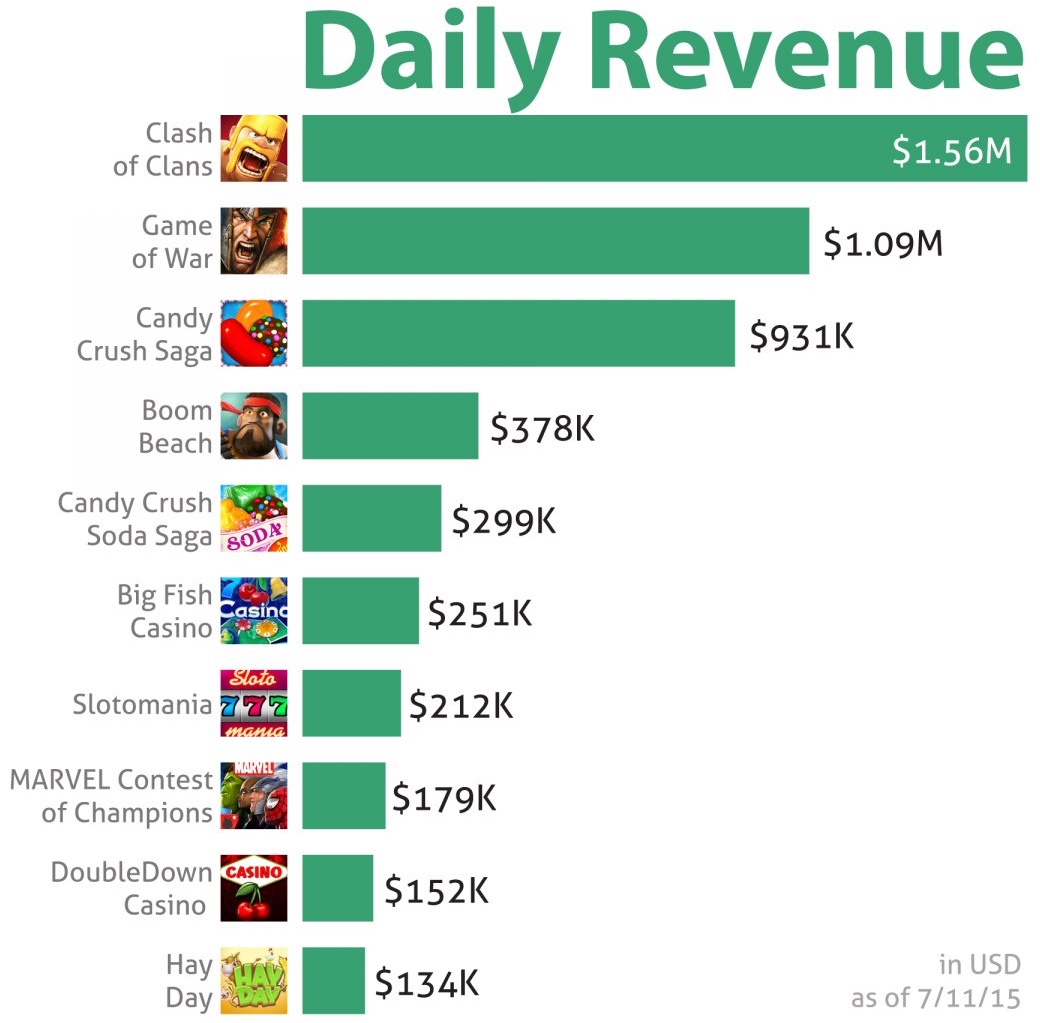 Daily Revenue
Clash
of Clans
$1.56M
Game
of War
$1.09M
Candy
Crush Saga
$931K
Boom
Beach
$378K
Candy Crush
Soda Saga
SODA
$299K
Big Fish
Casino
Casino
$251K
Slotomania
Sloto
777
mania
$212K
MARVEL Contest
of Champions
MARVEL
$179K
DoubleDown
Casino
CASINO
$152K
Hay
Day
HAY
DAY
$134K
in USD
as of 7/11/15